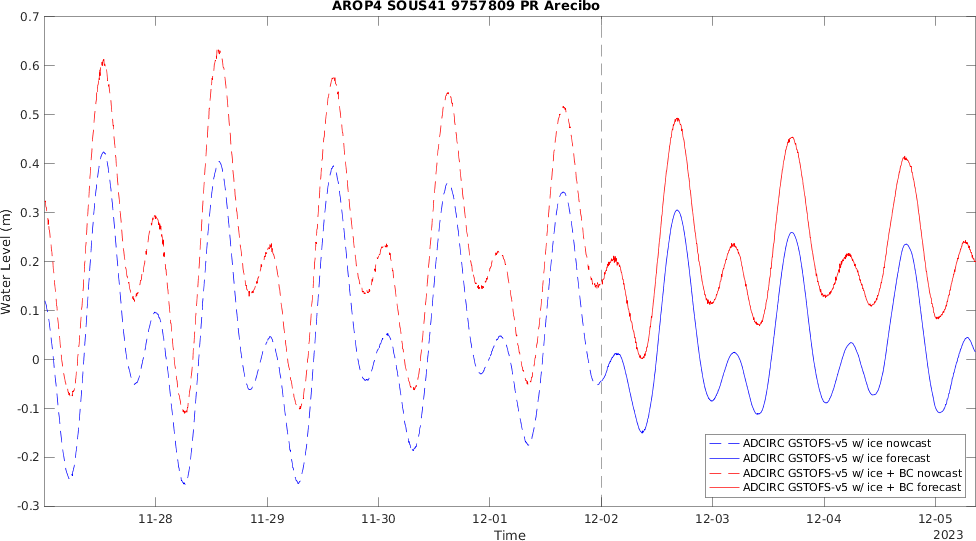 AROP4 SOUS41 9757809 PR Arecibo
Water Level (m)
0.7
0.6
0.5
0.4
0.3
0.2
0.1
0
-0.1
-0.2
-0.3
ADCIRC GSTOFS-v5 w/ ice nowcast
ADCIRC GSTOFS-v5 w/ ice forecast
ADCIRC GSTOFS-v5 w/ ice + BC nowcast
ADCIRC GSTOFS-v5 w/ ice + BC forecast
11-28 11-29 11-30 12-01 12-02 12-03 12-04 12-05
Time
2023